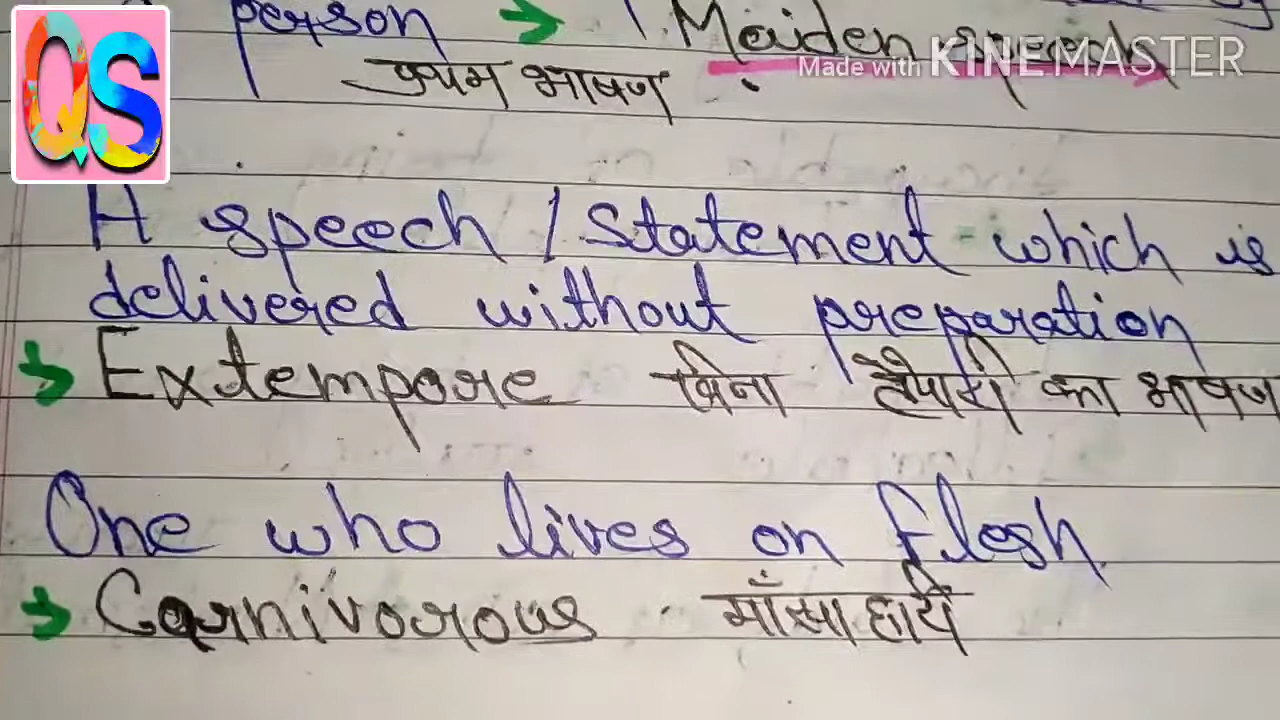 QS
person → Maiden speech
Made with KINEMASTER
प्रथम भाषण
A speech / Statement which is
delivered without preparation
→ Extempore बिना तैयारी का भाषण
One who lives on flesh
→ Carnivorous माँसाहारी